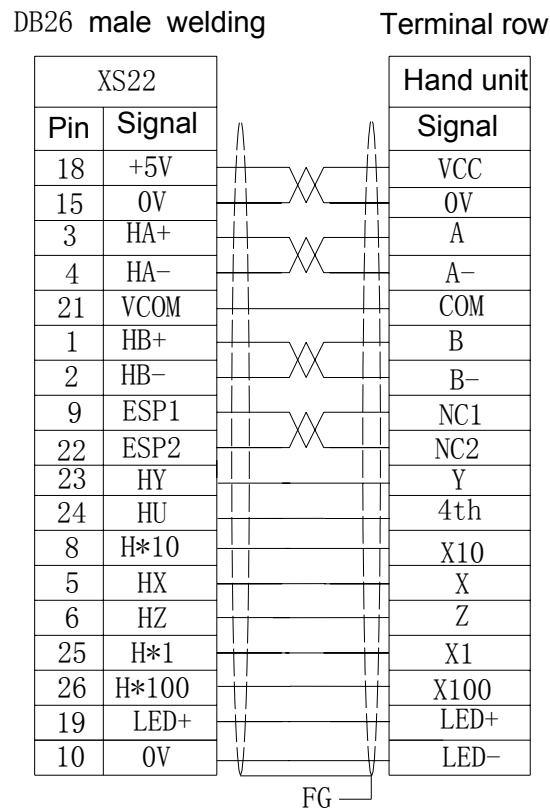 DB26 male welding Terminal row
XS22 Hand unit
Pin Signal Signal
18 +5V VCC
15 0V 0V
3 HA+ A
4 HA- A-
21 VCOM COM
1 HB+ B
2 HB- B-
9 ESP1 NC1
22 ESP2 NC2
23 HY Y
24 HU 4th
8 H*10 X10
5 HX X
6 HZ Z
25 H*1 X1
26 H*100 X100
19 LED+ LED+
10 0V LED-
FG